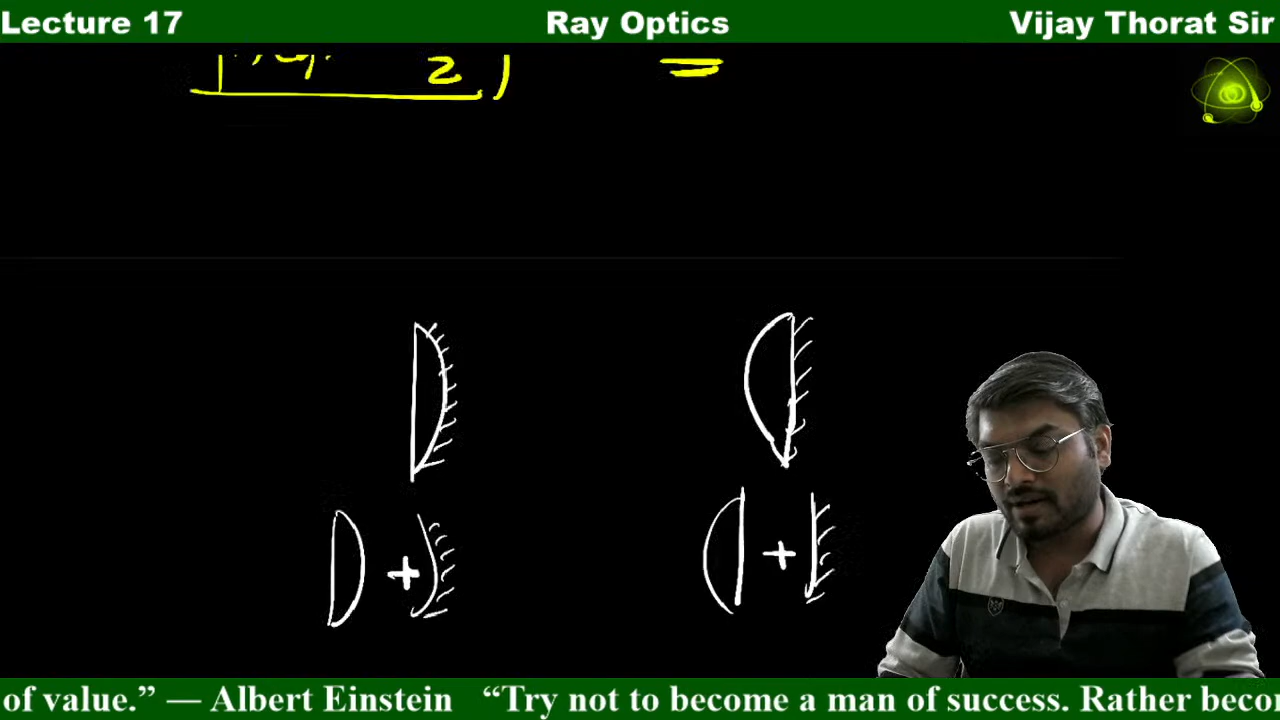 Lecture 17 Ray Optics Vijay Thorat Sir
2
=
+ +
of value.” — Albert Einstein “Try not to become a man of success. Rather beco